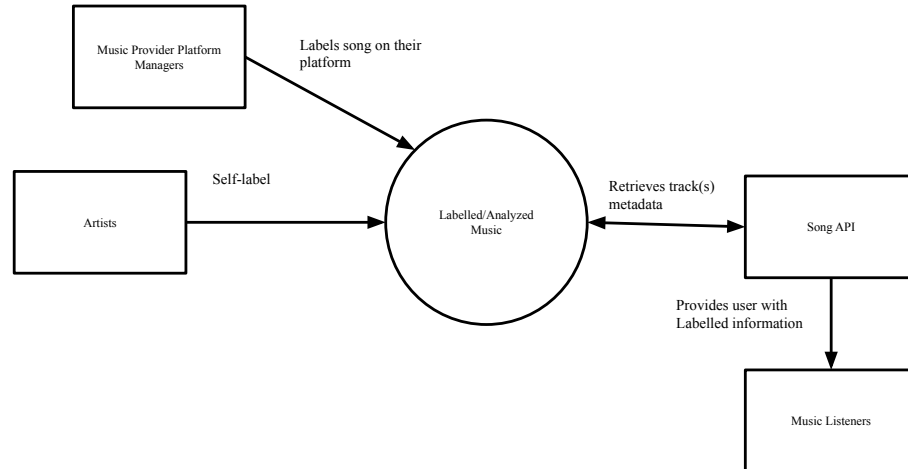 Music Provider Platform
Managers
Labels song on their
platform
Self-label
Artists
Labelled/Analyzed
Music
Retrieves track(s)
metadata
Song API
Provides user with
Labelled information
Music Listeners